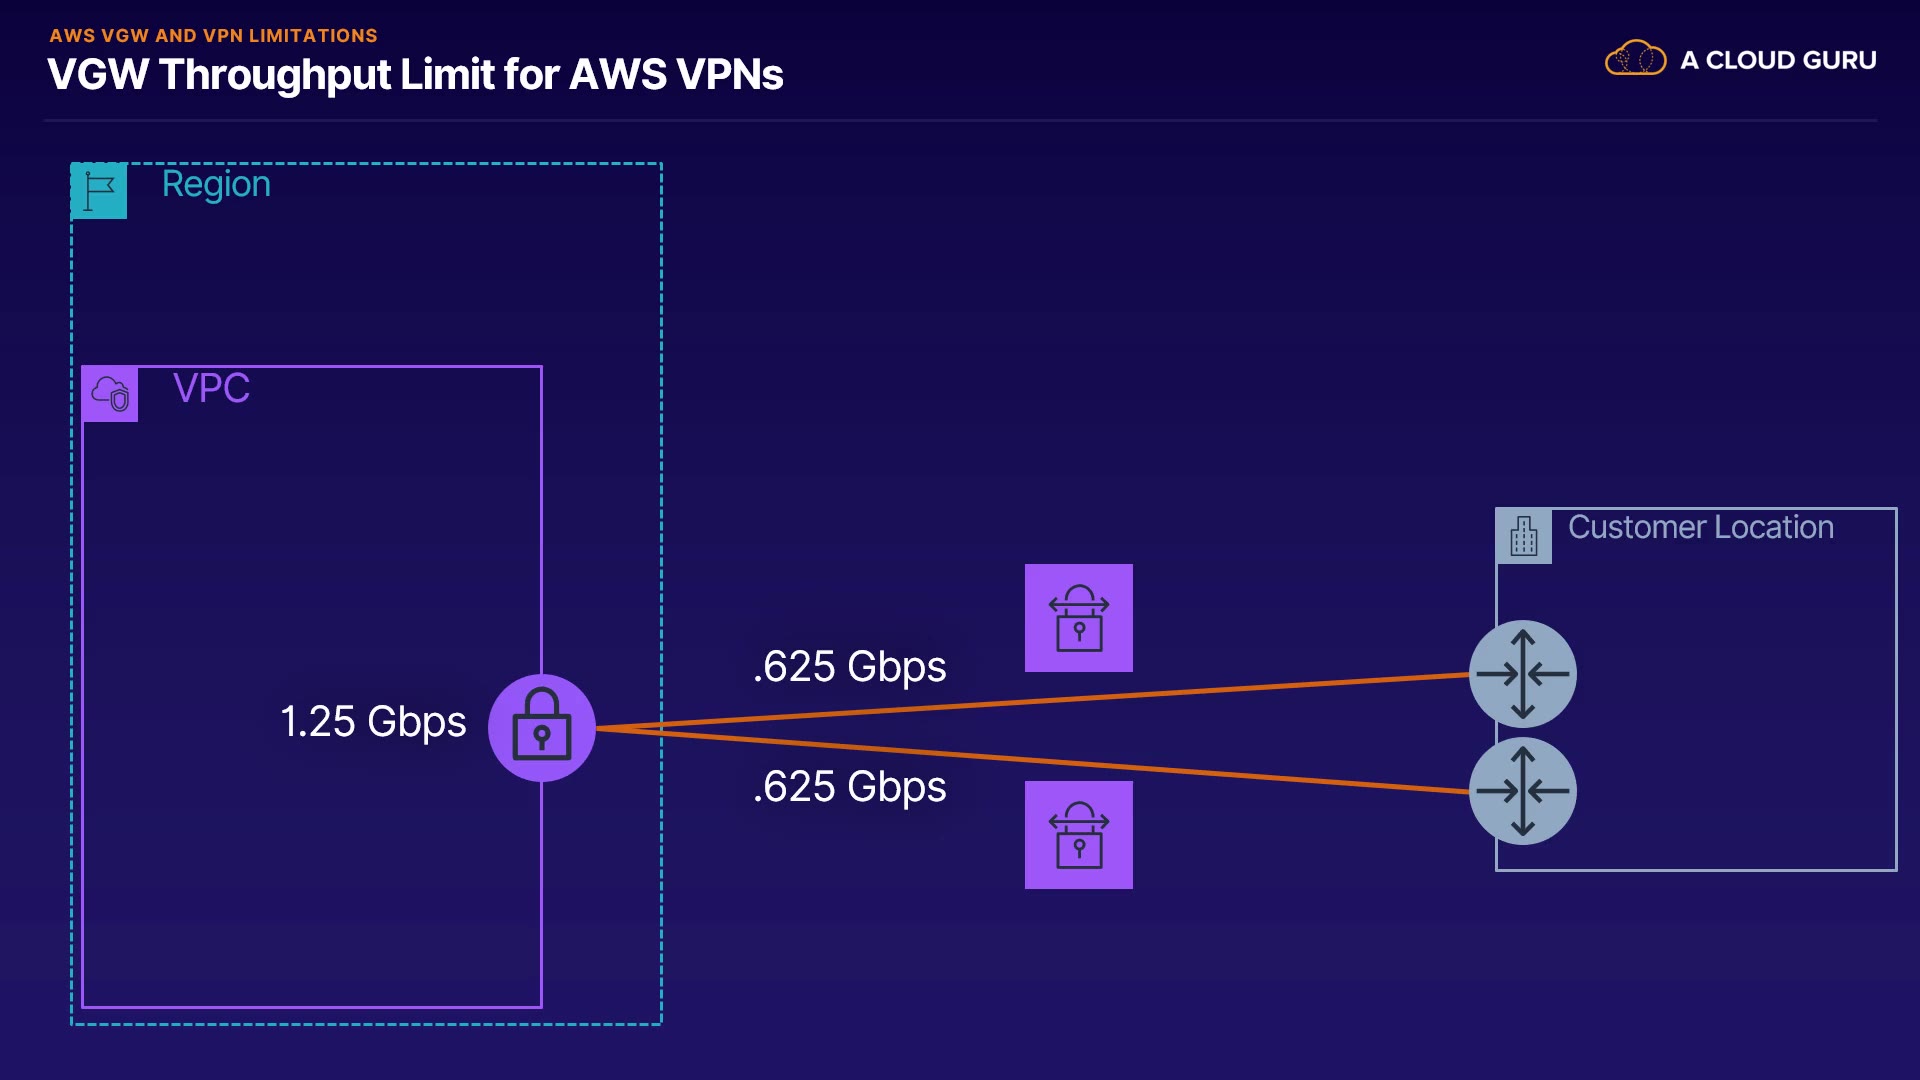 AWS VGW AND VPN LIMITATIONS
VGW Throughput Limit for AWS VPNs
A CLOUD GURU
Region
VPC
Customer Location
.625 Gbps
1.25 Gbps
.625 Gbps